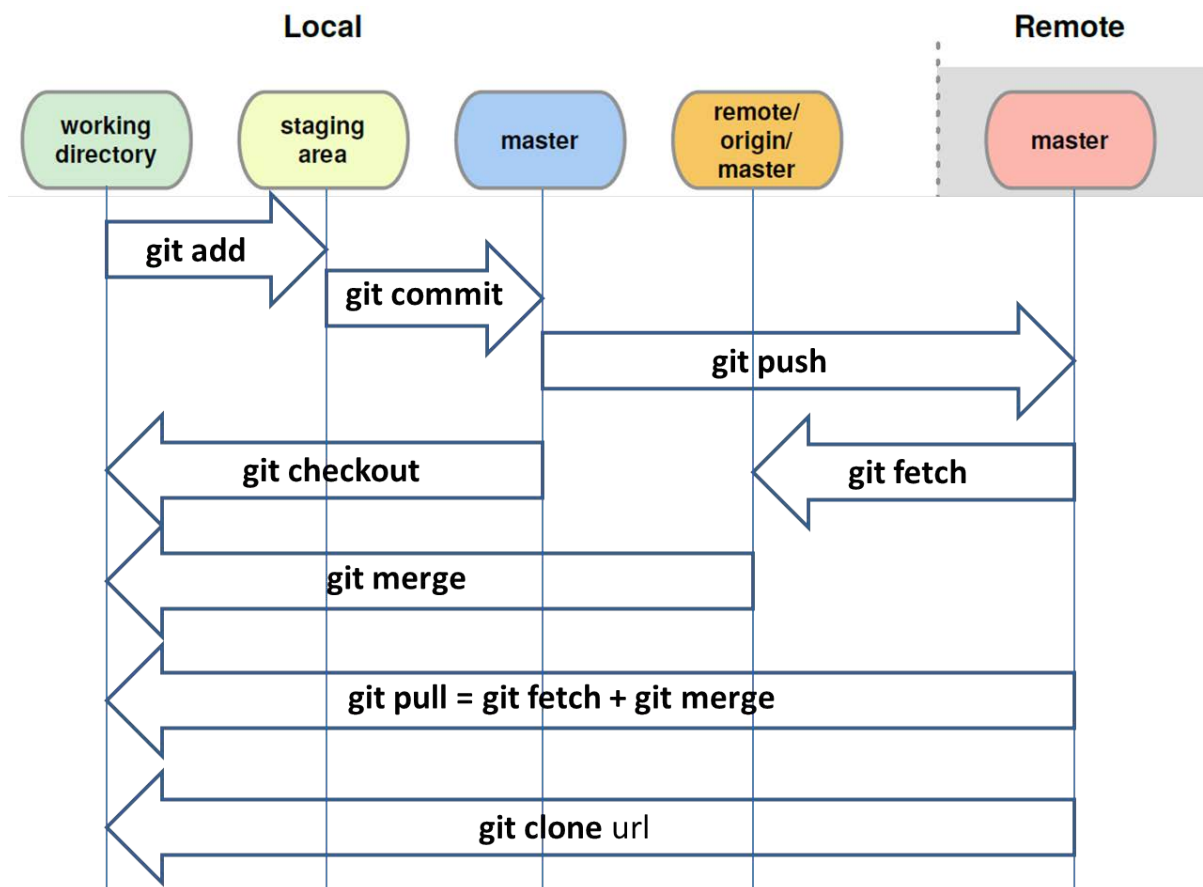 Local
Remote
working
directory
staging
area
master
remote/
origin/
master
master
git add
git commit
git push
git checkout
git fetch
git merge
git pull = git fetch + git merge
git clone url